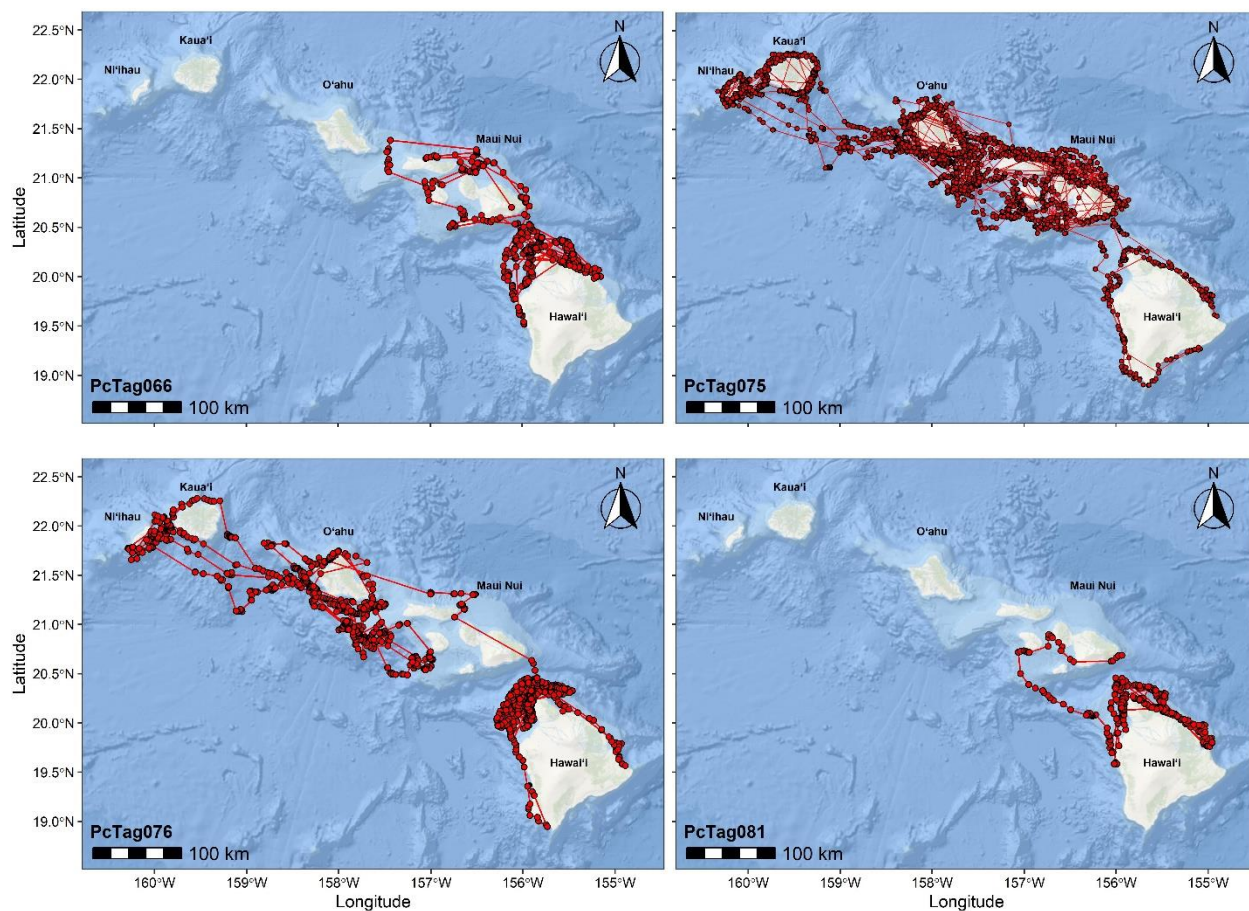 22.5°N
22.0°N
21.5°N
21.0°N
20.5°N
20.0°N
19.5°N
19.0°N
Latitude
Kaua‘i
Ni‘ihau
O‘ahu
Maui Nui
Hawai‘i
N
PcTag066
100 km
Kaua‘i
Ni‘ihau
O‘ahu
Maui Nui
Hawai‘i
N
PcTag075
100 km
22.5°N
22.0°N
21.5°N
21.0°N
20.5°N
20.0°N
19.5°N
19.0°N
Latitude
Kaua‘i
Ni‘ihau
O‘ahu
Maui Nui
Hawai‘i
N
PcTag076
100 km
160°W 159°W 158°W 157°W 156°W 155°W
Longitude
Kaua‘i
Ni‘ihau
O‘ahu
Maui Nui
Hawai‘i
N
PcTag081
100 km
160°W 159°W 158°W 157°W 156°W 155°W
Longitude